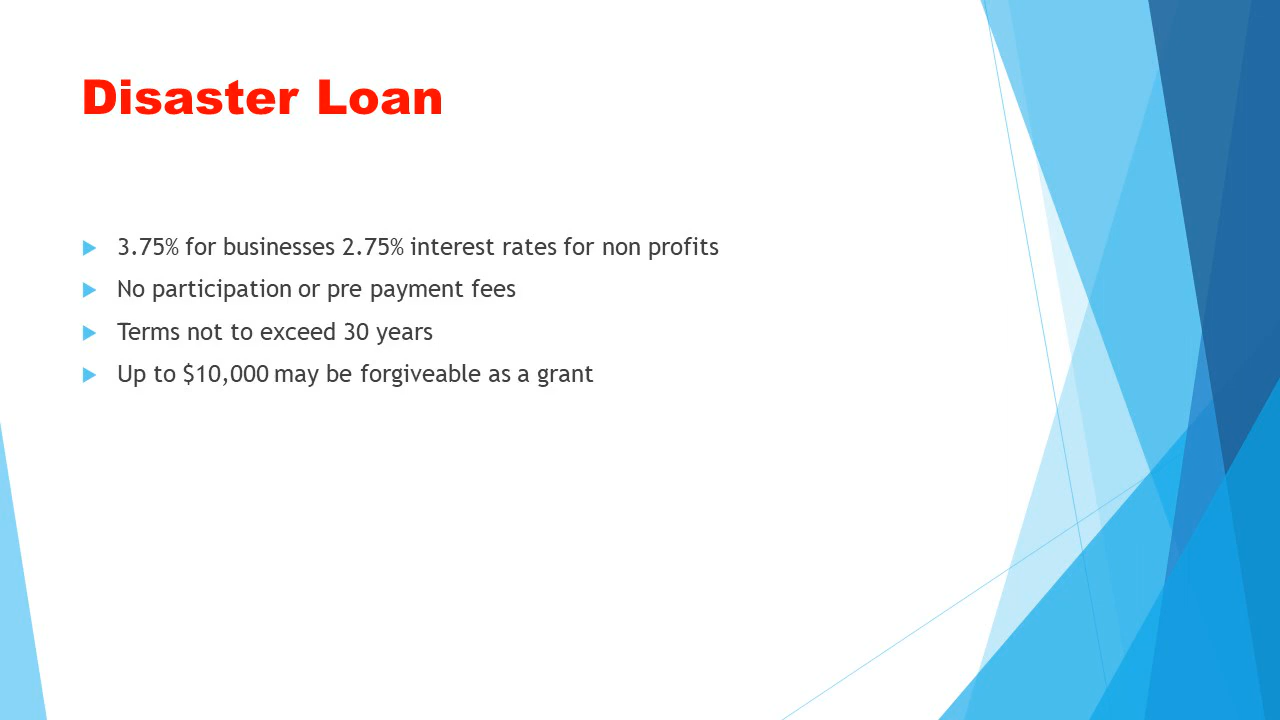 Disaster Loan
3.75% for businesses 2.75% interest rates for non profits
No participation or pre payment fees
Terms not to exceed 30 years
Up to $10,000 may be forgiveable as a grant